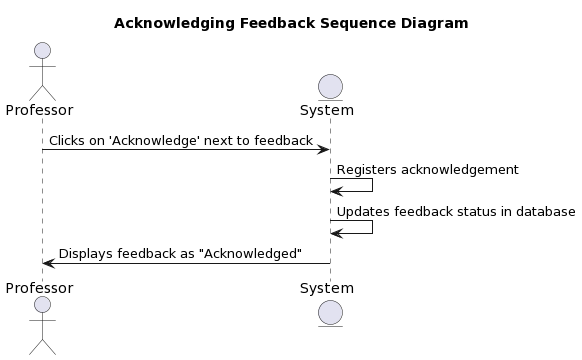 Acknowledging Feedback Sequence Diagram
Professor
System
Clicks on 'Acknowledge' next to feedback
Registers acknowledgement
Updates feedback status in database
Displays feedback as "Acknowledged"
Professor
System